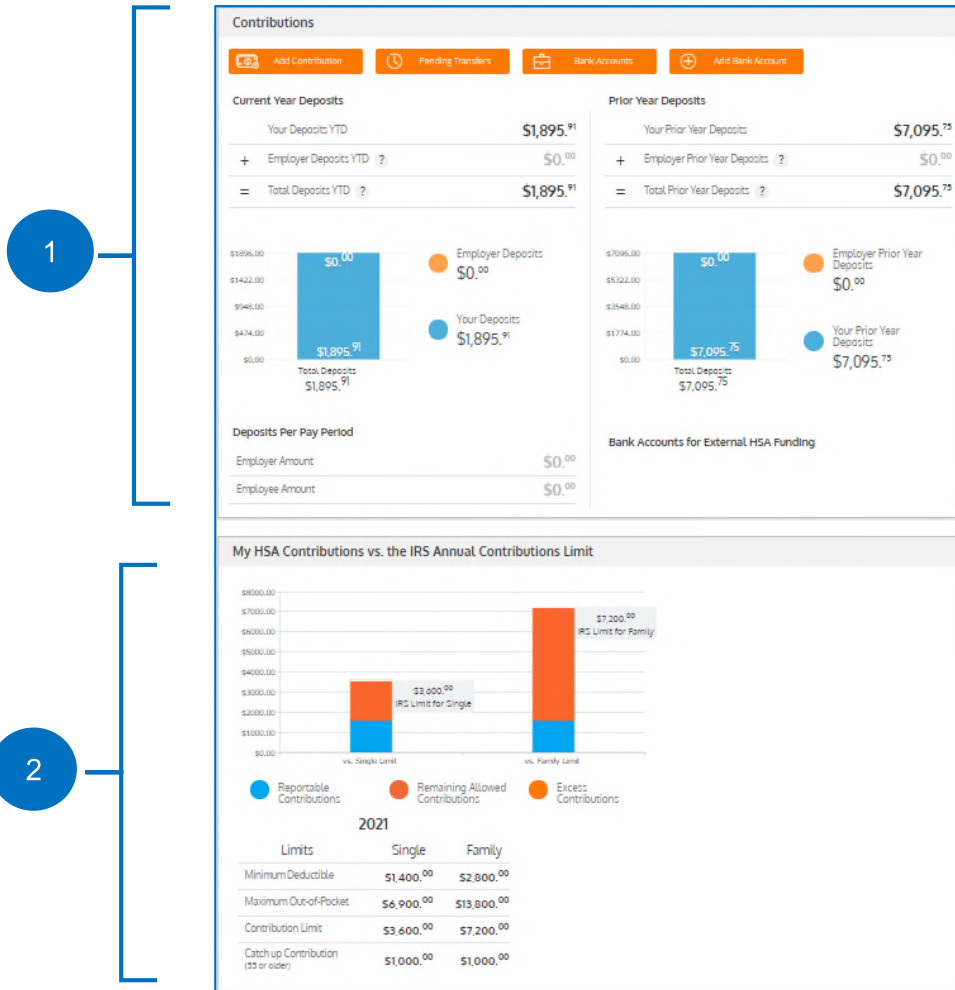 Contributions
Add Contribution Pending Transfers Bank Accounts Add Bank Account
Current Year Deposits
Your Deposits YTD $1,895.91
+ Employer Deposits YTD ? $0.00
= Total Deposits YTD ? $1,895.91
Prior Year Deposits
Your Prior Year Deposits $7,095.75
+ Employer Prior Year Deposits ? $0.00
= Total Prior Year Deposits ? $7,095.75
1
$1896.00
$1422.00
$948.00
$474.00
$0.00
$0.00
$1,895.91
Total Deposits
$1,895.91
Employer Deposits
$0.00
Your Deposits
$1,895.91
$7096.00
$5322.00
$3548.00
$1774.00
$0.00
$0.00
$7,095.75
Total Deposits
$7,095.75
Employer Prior Year
Deposits
$0.00
Your Prior Year
Deposits
$7,095.75
Deposits Per Pay Period
Employer Amount $0.00
Employee Amount $0.00
Bank Accounts for External HSA Funding
My HSA Contributions vs. the IRS Annual Contributions Limit
2
$8000.00
$7000.00
$6000.00
$5000.00
$4000.00
$3000.00
$2000.00
$1000.00
$0.00
$3,600.00
IRS Limit for Single
$7,200.00
IRS Limit for Family
vs. Single Limit vs. Family Limit
Reportable
Contributions
Remaining Allowed
Contributions
Excess
Contributions
2021
Limits Single Family
Minimum Deductible $1,400.00 $2,800.00
Maximum Out-of-Pocket $6,900.00 $13,800.00
Contribution Limit $3,600.00 $7,200.00
Catch up Contribution
(55 or older) $1,000.00 $1,000.00